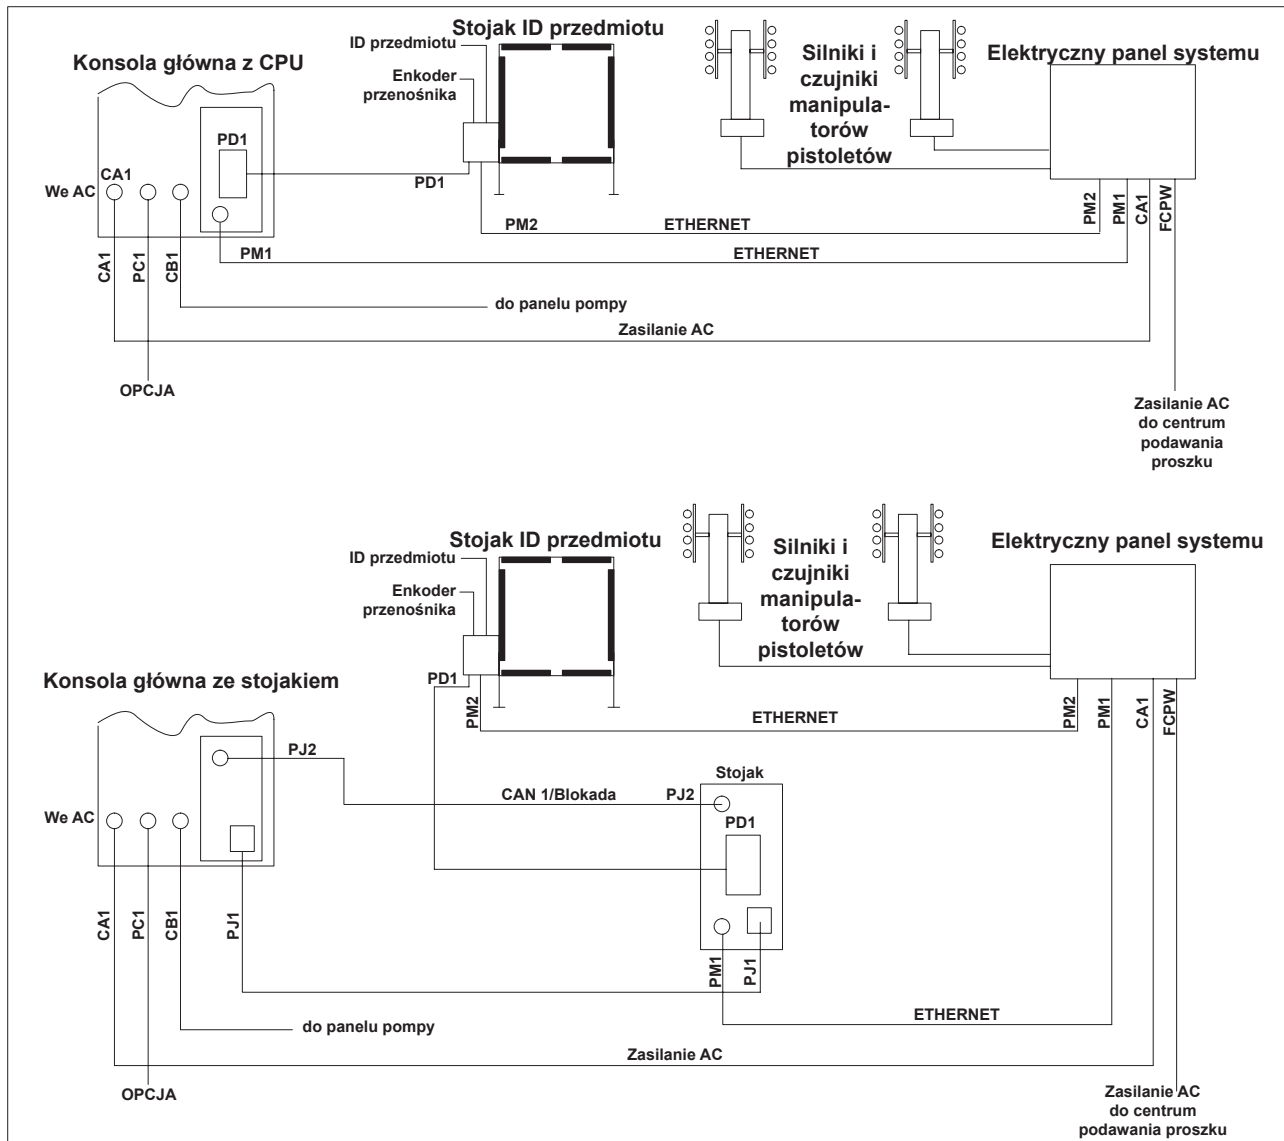 Stojak ID przedmiotu
ID przedmiotu
Enkoder
przenośnika
Konsola główna z CPU
Silniki i
czujniki
manipula-
torów
pistoletów
Elektryczny panel systemu
PD1
CA1
We AC
PD1
PM2
ETHERNET
PM1
ETHERNET
PM2
PM1
CA1
FCPW
CA1
PC1
CB1
do panelu pompy
Zasilanie AC
OPCJA
Zasilanie AC
do centrum
podawania
proszku
Stojak ID przedmiotu
ID przedmiotu
Enkoder
przenośnika
Silniki i
czujniki
manipula-
torów
pistoletów
Elektryczny panel systemu
Konsola główna ze stojakiem
PD1
PM2
ETHERNET
PM2
PM1
CA1
FCPW
PJ2
CAN 1/Blokada
PJ2
Stojak
PD1
We AC
CA1
PC1
CB1
PJ1
PM1
PJ1
ETHERNET
do panelu pompy
Zasilanie AC
OPCJA
Zasilanie AC
do centrum
podawania proszku